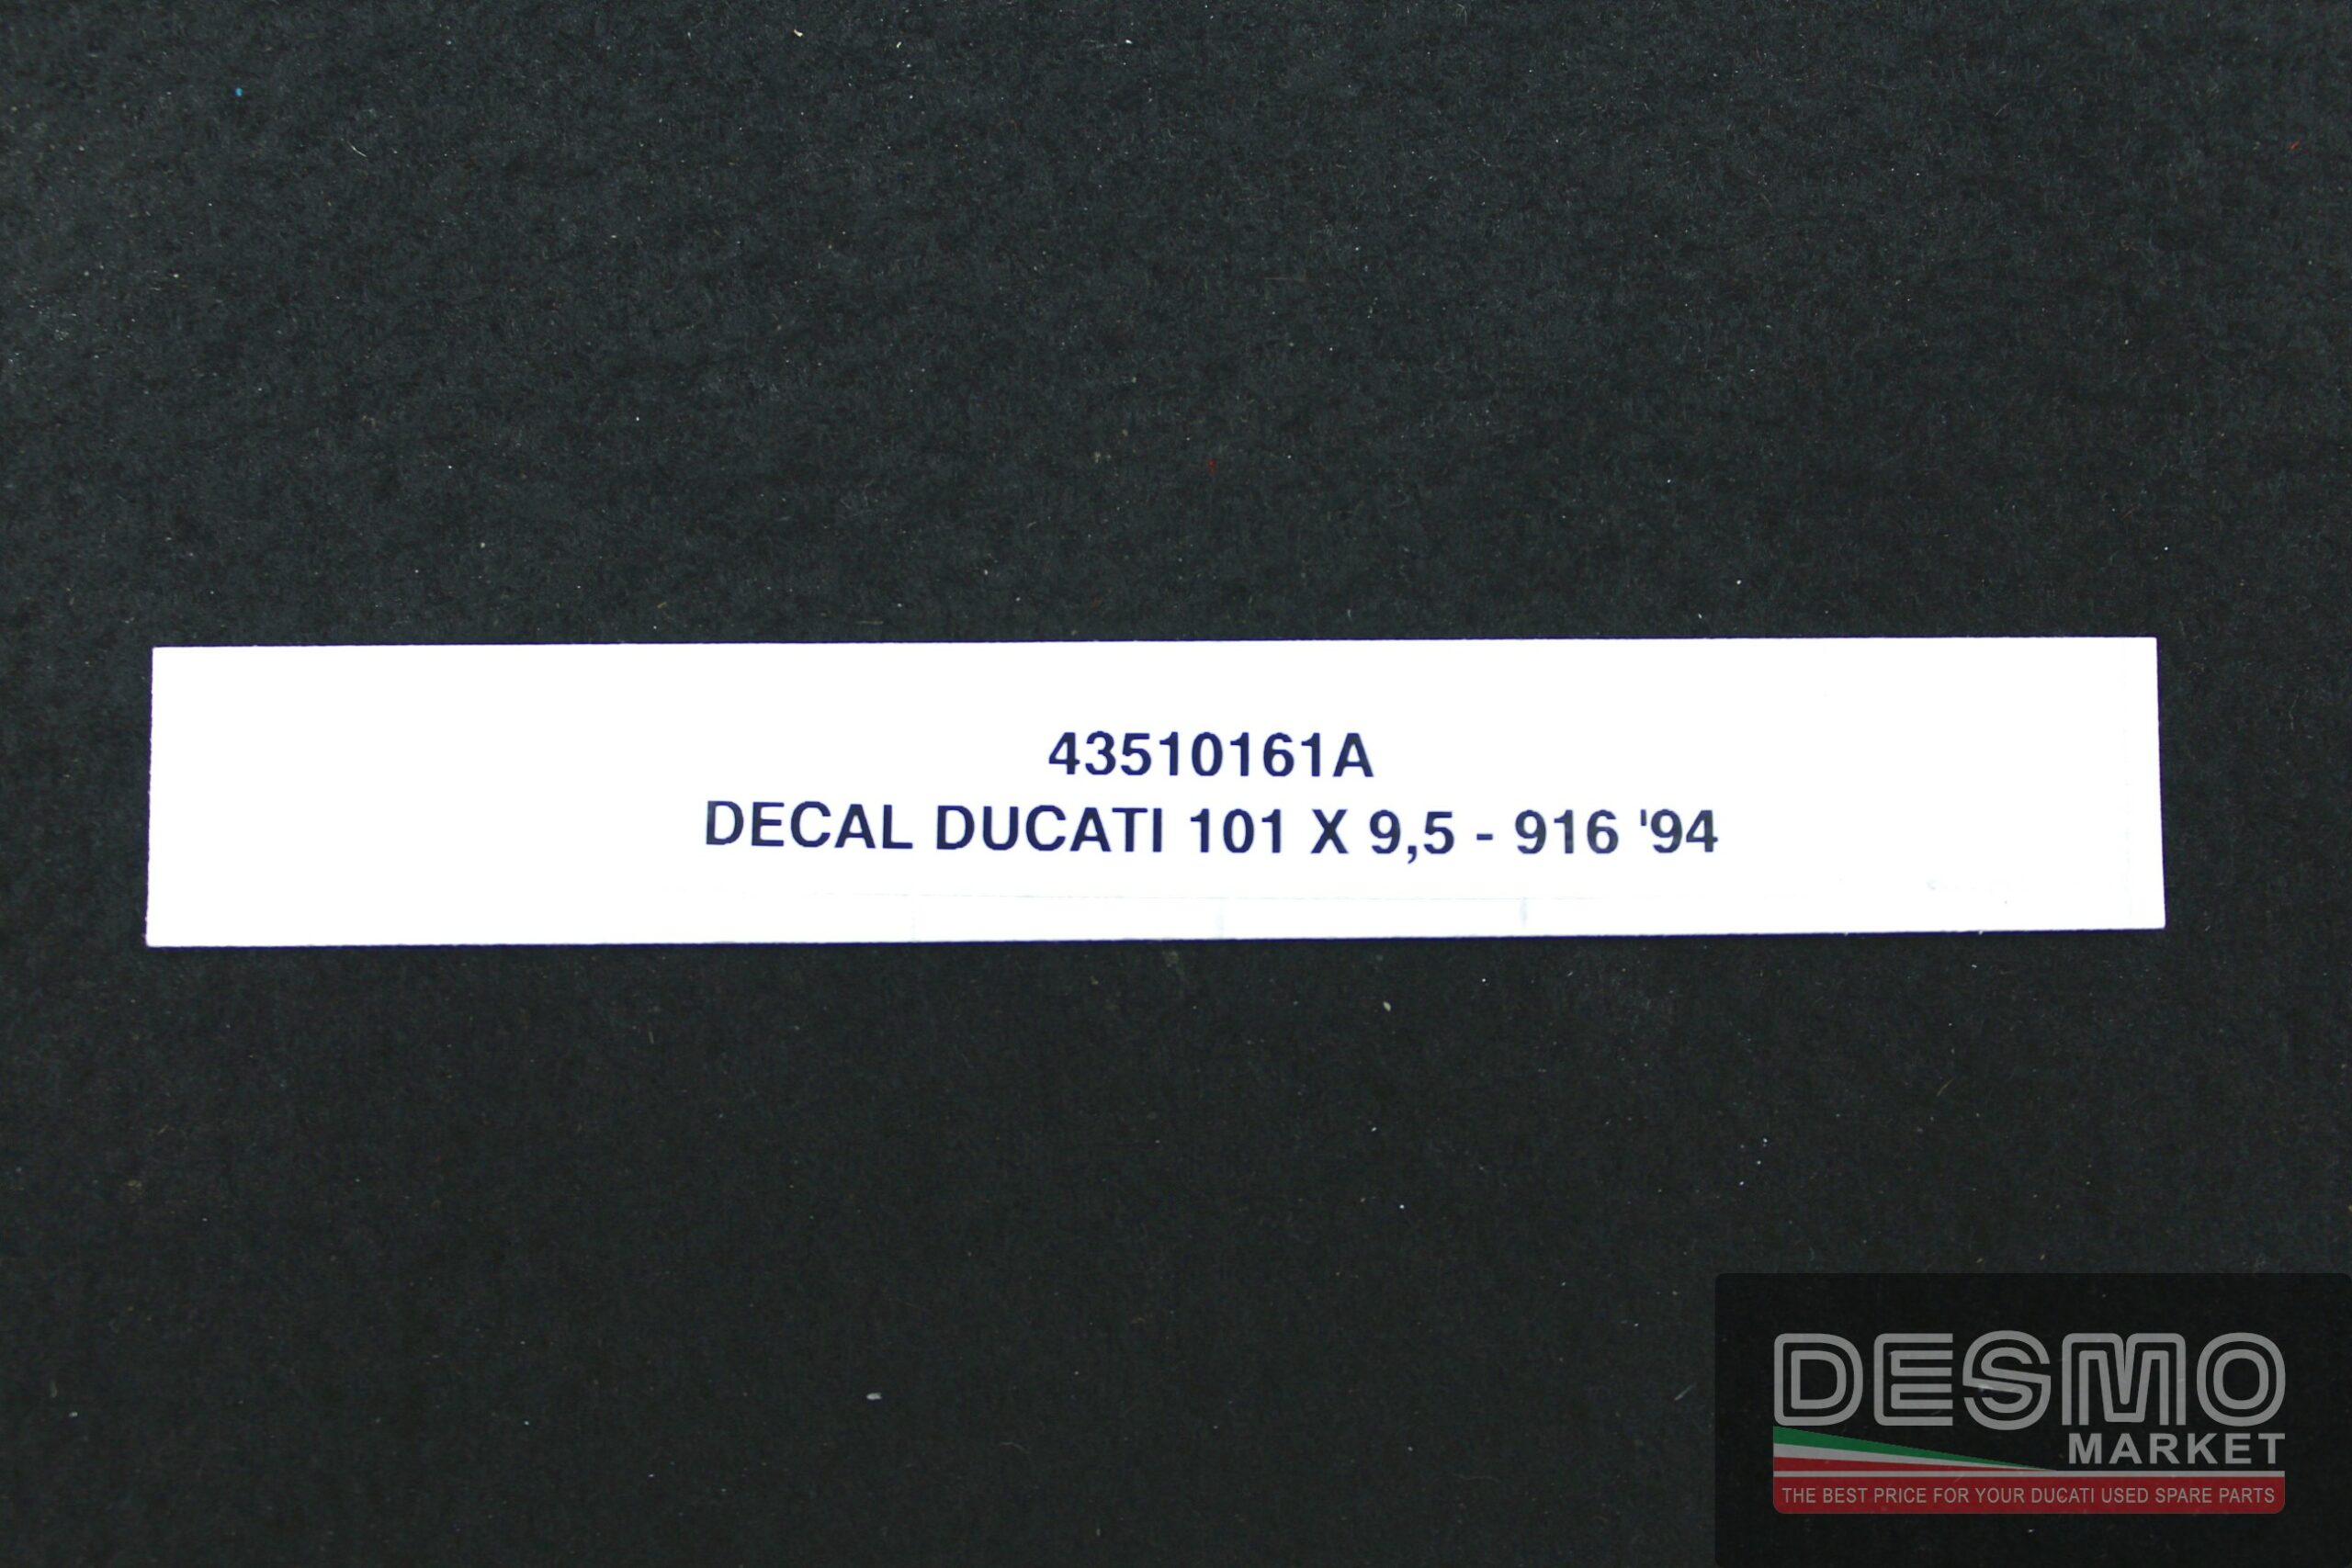 43510161A
DECAL DUCATI 101 X 9,5 - 916 '94
DESMO
MARKET
THE BEST PRICE FOR YOUR DUCATI USED SPARE PARTS